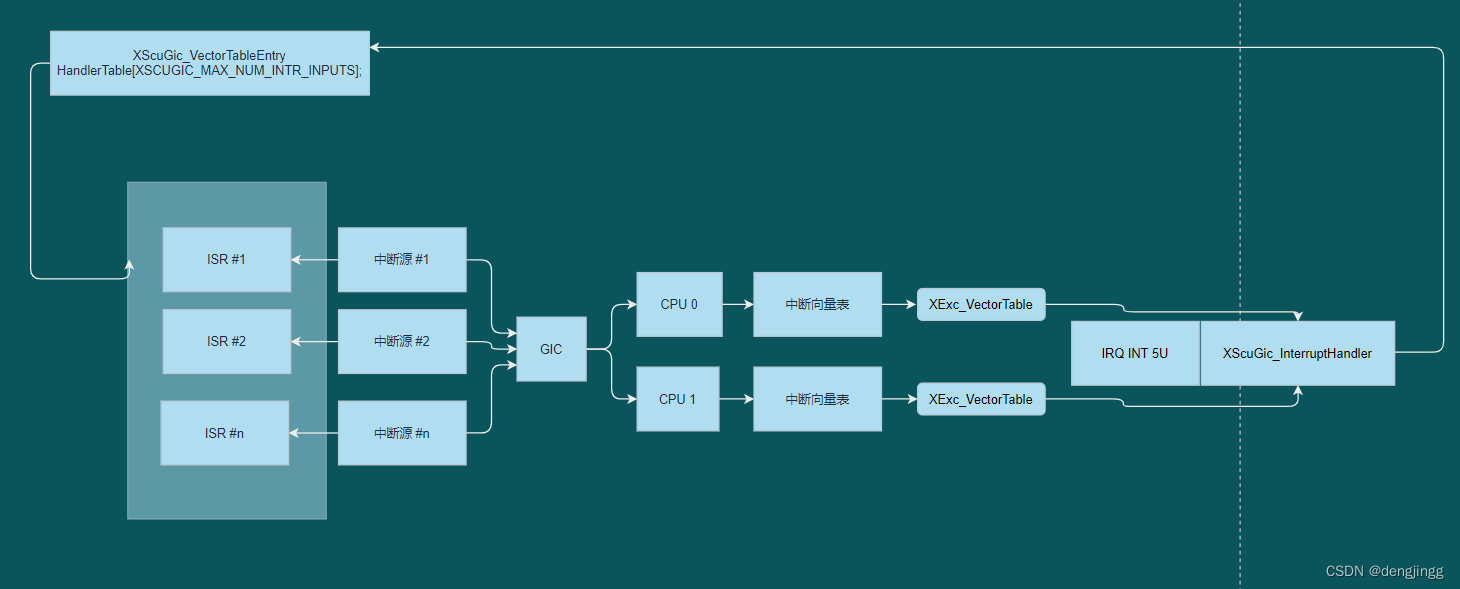 XScuGic_VectorTableEntry
HandlerTable[XSCUGIC_MAX_NUM_INTR_INPUTS];
ISR #1
中断源 #1
ISR #2
中断源 #2
ISR #n
中断源 #n
GIC
CPU 0
中断向量表
XExc_VectorTable
CPU 1
中断向量表
XExc_VectorTable
IRQ INT 5U
XScuGic_InterruptHandler
CSDN @dengjingg